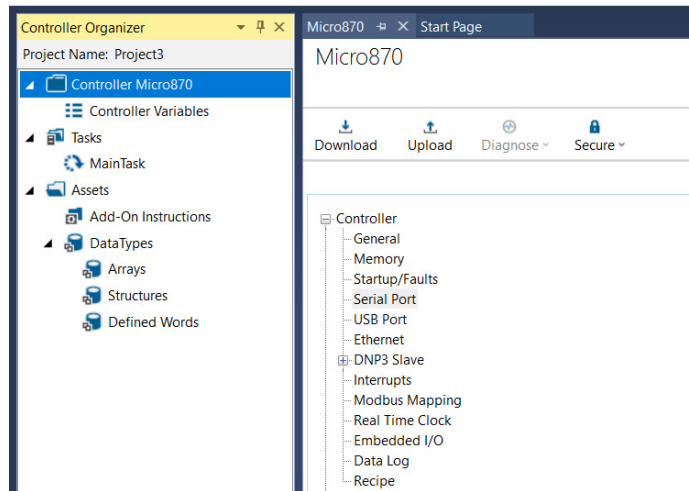 Controller Organizer
Project Name: Project3
Controller Micro870
Controller Variables
Tasks
MainTask
Assets
Add-On Instructions
DataTypes
Arrays
Structures
Defined Words
Micro870 Start Page
Micro870
Download Upload Diagnose Secure
Controller
General
Memory
Startup/Faults
Serial Port
USB Port
Ethernet
DNP3 Slave
Interrupts
Modbus Mapping
Real Time Clock
Embedded I/O
Data Log
Recipe